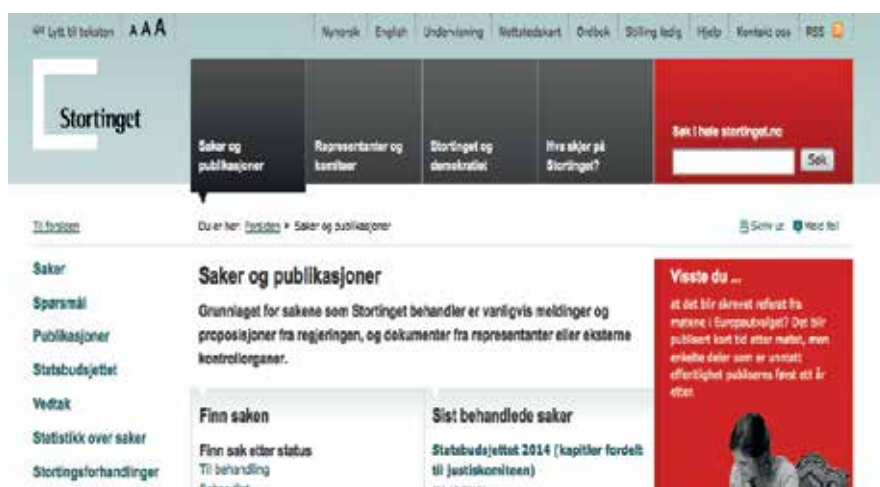 Lytt til teksten A A A
Nynorsk English Undervisning Nettstedskart Ordbok Stilling ledig Hjelp Kontakt oss RSS
Stortinget
Saker og
publikasjoner
Representanter og
komiteer
Stortinget og
demokratiet
Hva skjer på
Stortinget?
Søk i hele stortinget.no
Søk
Til forsiden
Du er her: Forsiden Saker og publikasjoner
Skriv ut Meld feil
Saker
Spørsmål
Publikasjoner
Statsbudsjettet
Vedtak
Statistikk over saker
Stortingsforhandlinger
Saker og publikasjoner
Grunnlaget for sakene som Stortinget behandler er vanligvis meldinger og
proposisjoner fra regjeringen, og dokumenter fra representanter eller eksterne
kontrollorganer.
Finn saken
Finn sak etter status
Til behandling
Sist behandlede saker
Statsbudsjettet 2014 (kapitler fordelt
til justiskomiteen)
Visste du ...
at det blir skrevet referat fra
møtene i Europautvalget? Det blir
publisert kort tid etter møtet, men
enkelte deler som er unntatt
offentlighet publiseres først ett år
etter.